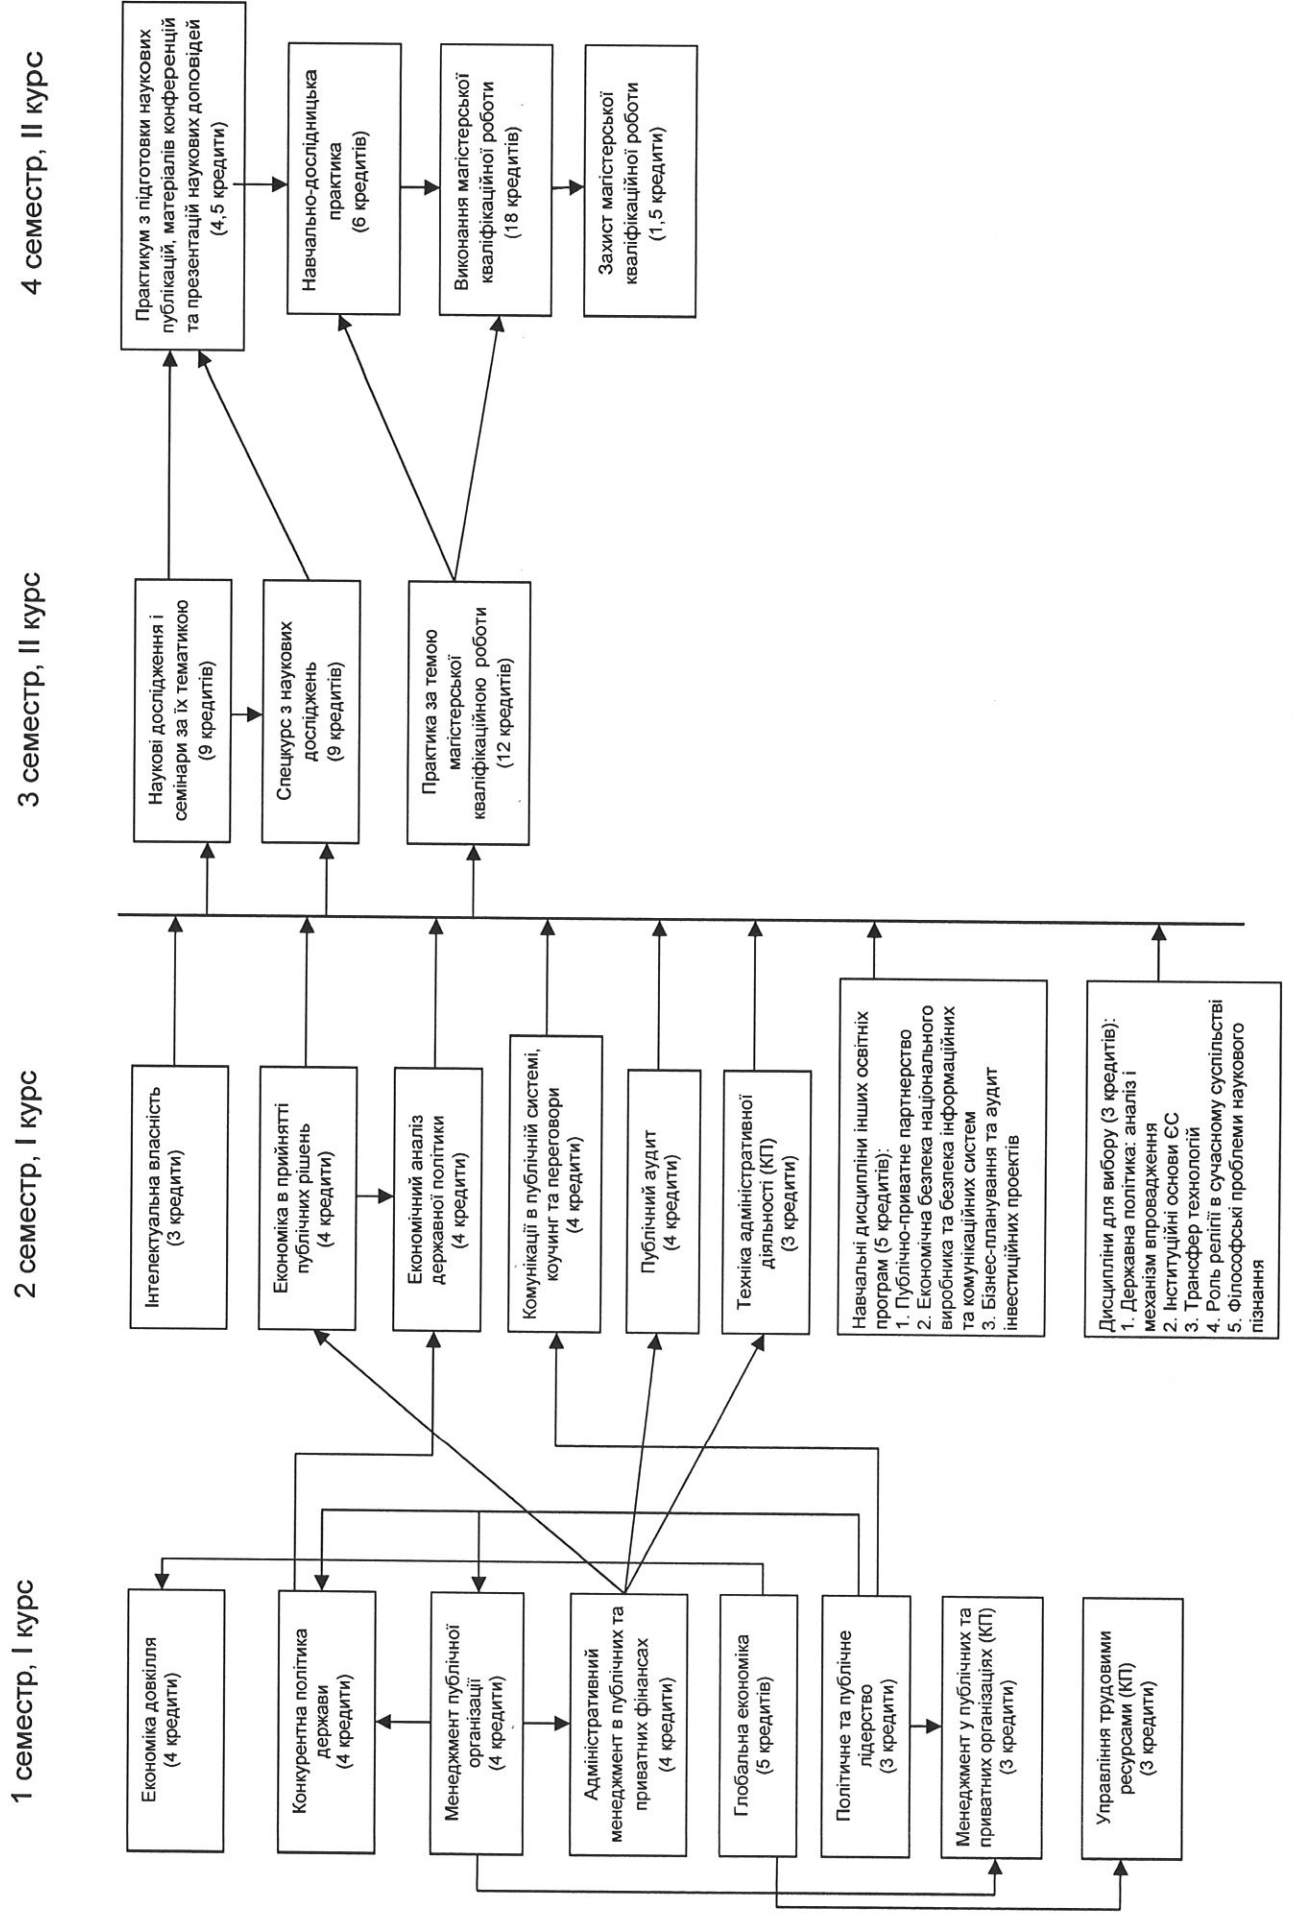 1 семестр, І курс
Економіка довкілля
(4 кредити)
Конкурентна політика
держави
(4 кредити)
Менеджмент публічної
організації
(4 кредити)
Адміністративний
менеджмент в публічних та
приватних фінансах
(4 кредити)
Глобальна економіка
(5 кредитів)
Політичне та публічне
лідерство
(3 кредити)
Менеджмент у публічних та
приватних організаціях (КП)
(3 кредити)
Управління трудовими
ресурсами (КП)
(3 кредити)
2 семестр, І курс
Інтелектуальна власність
(3 кредити)
Економіка в прийнятті
публічних рішень
(4 кредити)
Економічний аналіз
державної політики
(4 кредити)
Комунікації в публічній системі,
коучинг та переговори
(4 кредити)
Публічний аудит
(4 кредити)
Техніка адміністративної
діяльності (КП)
(3 кредити)
Навчальні дисципліни інших освітніх
програм (5 кредитів):
1. Публічно-приватне партнерство
2. Економічна безпека національного
виробника та безпека інформаційних
та комунікаційних систем
3. Бізнес-планування та аудит
інвестиційних проектів
Дисципліни для вибору (3 кредитів):
1. Державна політика: аналіз і
механізм впровадження
2. Інституційні основи ЄС
3. Трансфер технологій
4. Роль релігії в сучасному суспільстві
5. Філософські проблеми наукового
пізнання
3 семестр, ІІ курс
Наукові дослідження і
семінари за їх тематикою
(9 кредитів)
Спецкурс з наукових
досліджень
(9 кредитів)
Практика за темою
магістерської
кваліфікаційною роботи
(12 кредитів)
4 семестр, ІІ курс
Практикум з підготовки наукових
публікацій, матеріалів конференцій
та презентацій наукових доповідей
(4,5 кредити)
Навчально-дослідницька
практика
(6 кредитів)
Виконання магістерської
кваліфікаційної роботи
(18 кредитів)
Захист магістерської
кваліфікаційної роботи
(1,5 кредити)